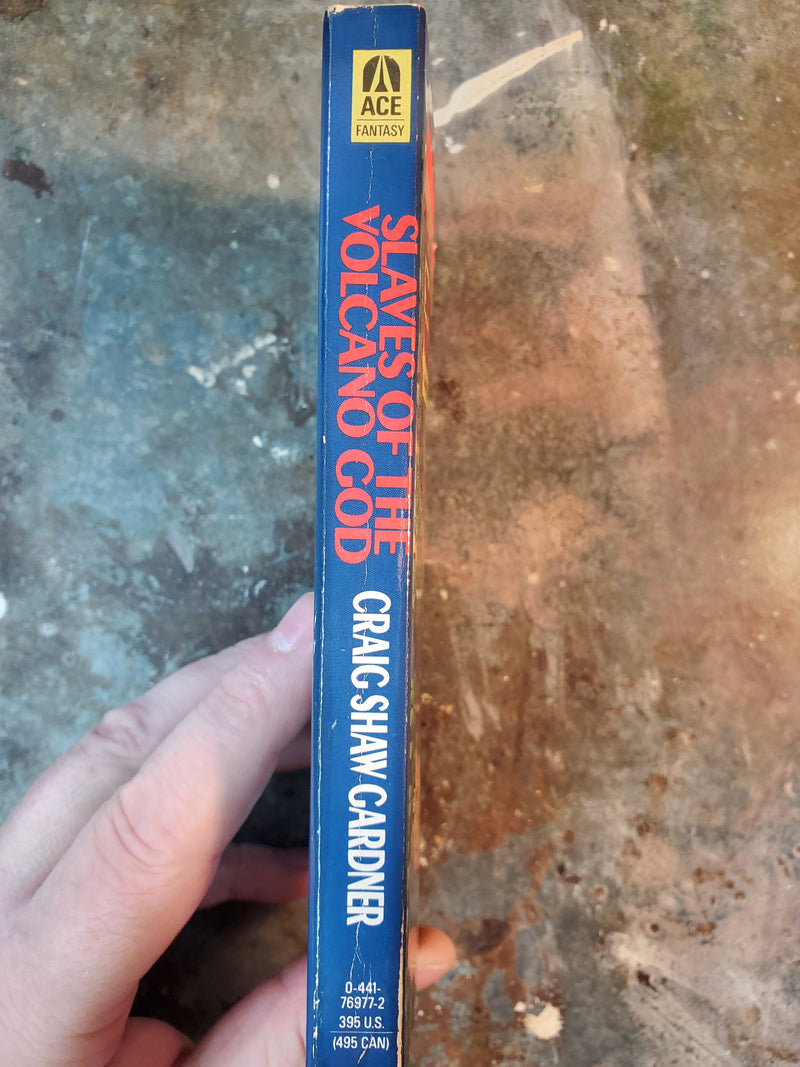 ACE
FANTASY
SLAVES OF THE
VOLCANO GOD
CRAIG SHAW GARDNER
0-441-
76977-2
395 U.S.
(495 CAN)